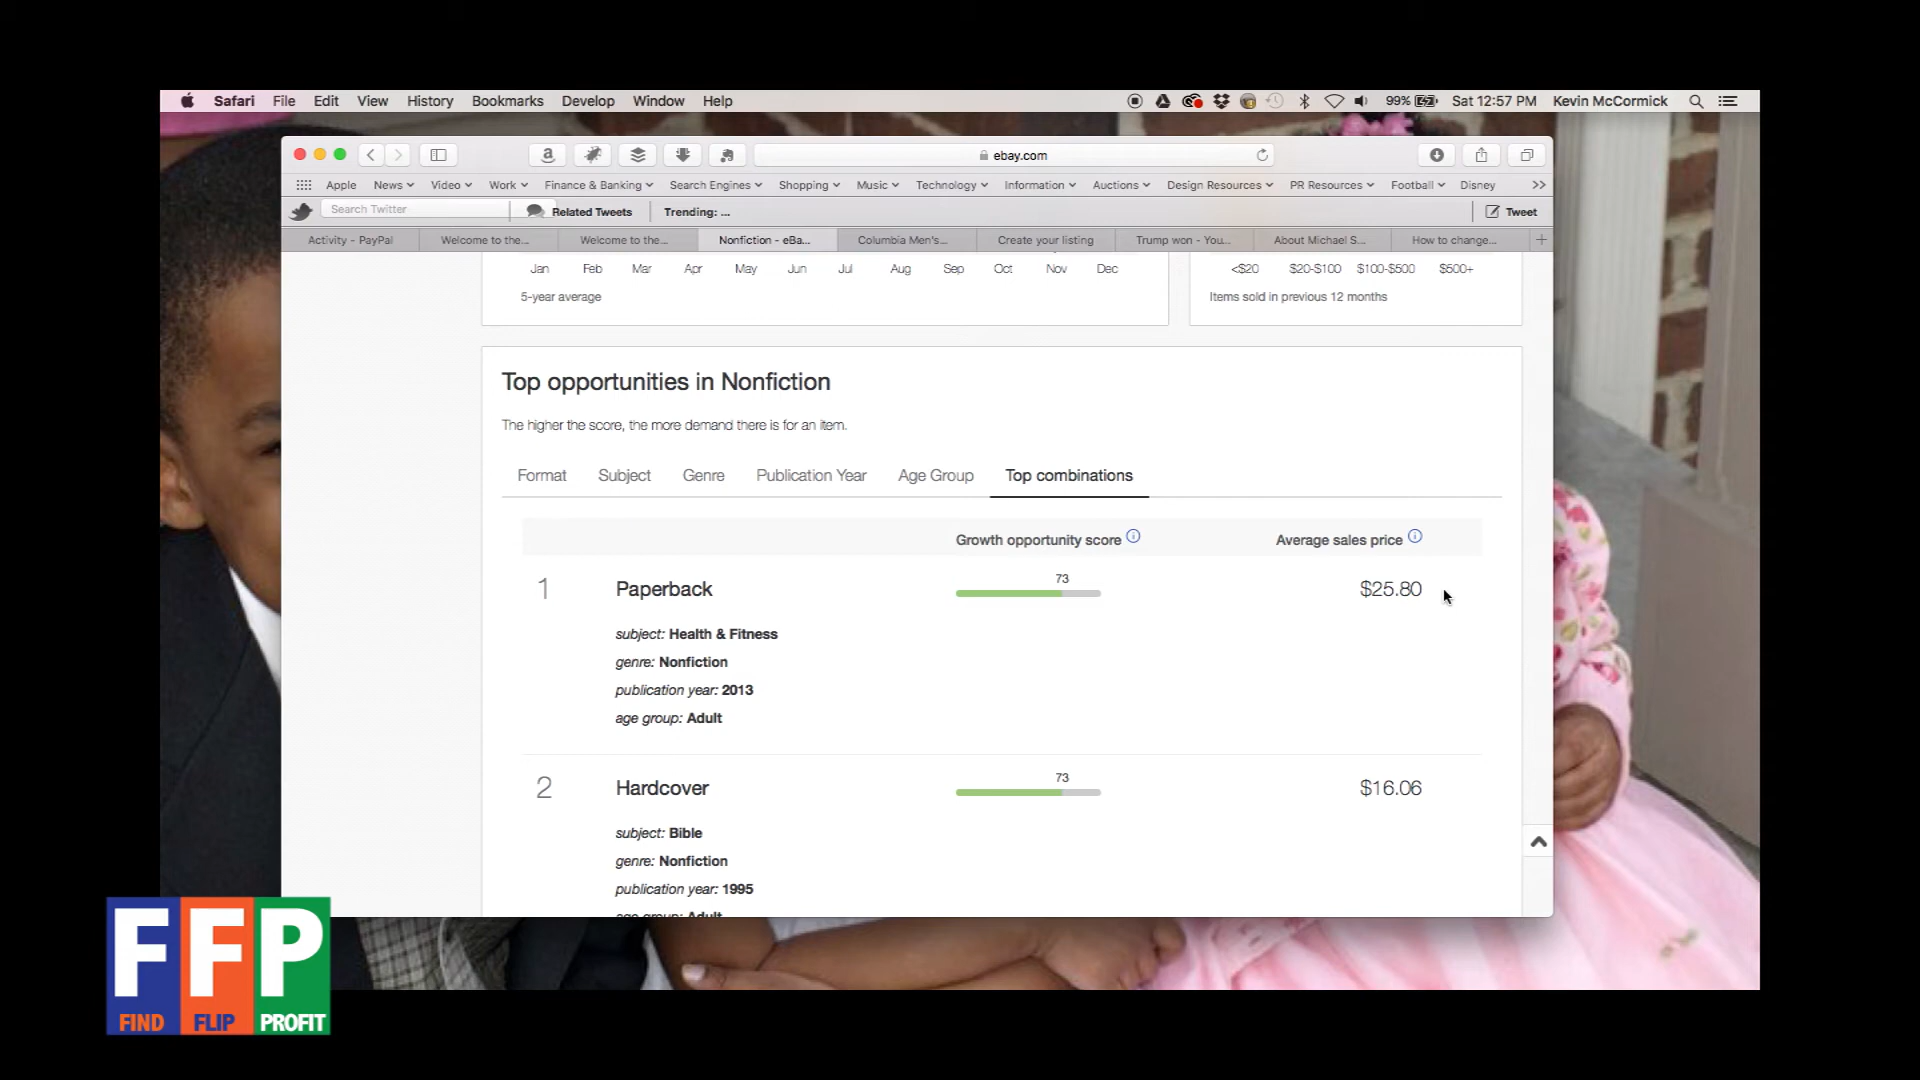 Safari File Edit View History Bookmarks Develop Window Help 99% Sat 12:57 PM Kevin McCormick
ebay.com
Apple News Video Work Finance & Banking Search Engines Shopping Music Technology Information Auctions Design Resources PR Resources Football Disney >>
Search Twitter Related Tweets Trending: ... Tweet
Activity - PayPal Welcome to the... Welcome to the... Nonfiction - eBa... Columbia Men's... Create your listing Trump won - You... About Michael S... How to change... +
Jan Feb Mar Apr May Jun Jul Aug Sep Oct Nov Dec
5-year average
<$20 $20-$100 $100-$500 $500+
Items sold in previous 12 months
Top opportunities in Nonfiction
The higher the score, the more demand there is for an item.
Format Subject Genre Publication Year Age Group Top combinations
Growth opportunity score Average sales price
1 Paperback 73 $25.80
subject: Health & Fitness
genre: Nonfiction
publication year: 2013
age group: Adult
2 Hardcover 73 $16.06
subject: Bible
genre: Nonfiction
publication year: 1995
age group: Adult
FFP
FIND FLIP PROFIT